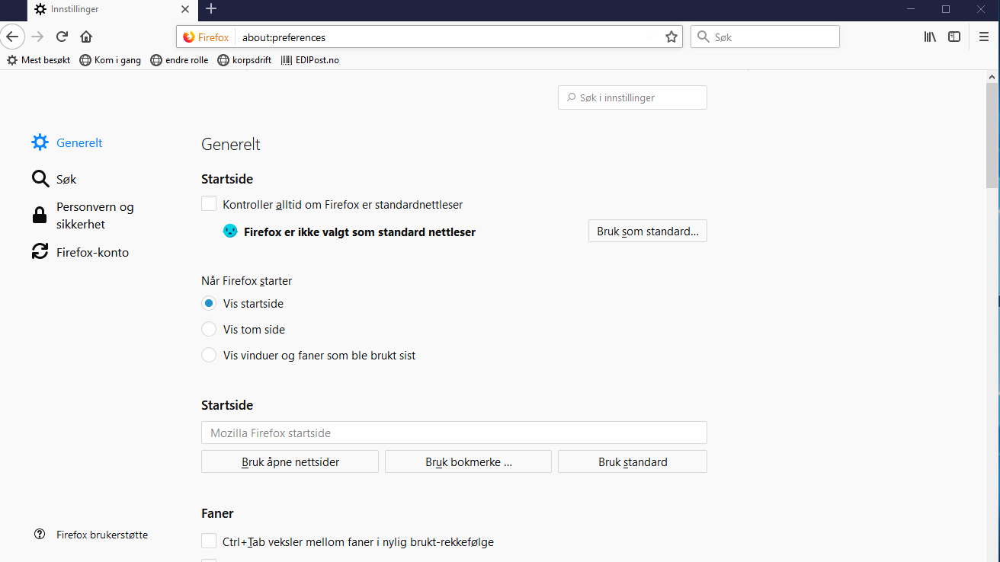 Innstillinger
Firefox about:preferences Søk
Mest besøkt Kom i gang endre rolle korpsdrift EDIPost.no
Søk i innstillinger
Generelt
Søk
Personvern og
sikkerhet
Firefox-konto
Firefox brukerstøtte
Generelt
Startside
Kontroller alltid om Firefox er standardnettleser
Firefox er ikke valgt som standard nettleser Bruk som standard...
Når Firefox starter
Vis startside
Vis tom side
Vis vinduer og faner som ble brukt sist
Startside
Mozilla Firefox startside
Bruk åpne nettsider Bruk bokmerke ... Bruk standard
Faner
Ctrl+Tab veksler mellom faner i nylig brukt-rekkefølge